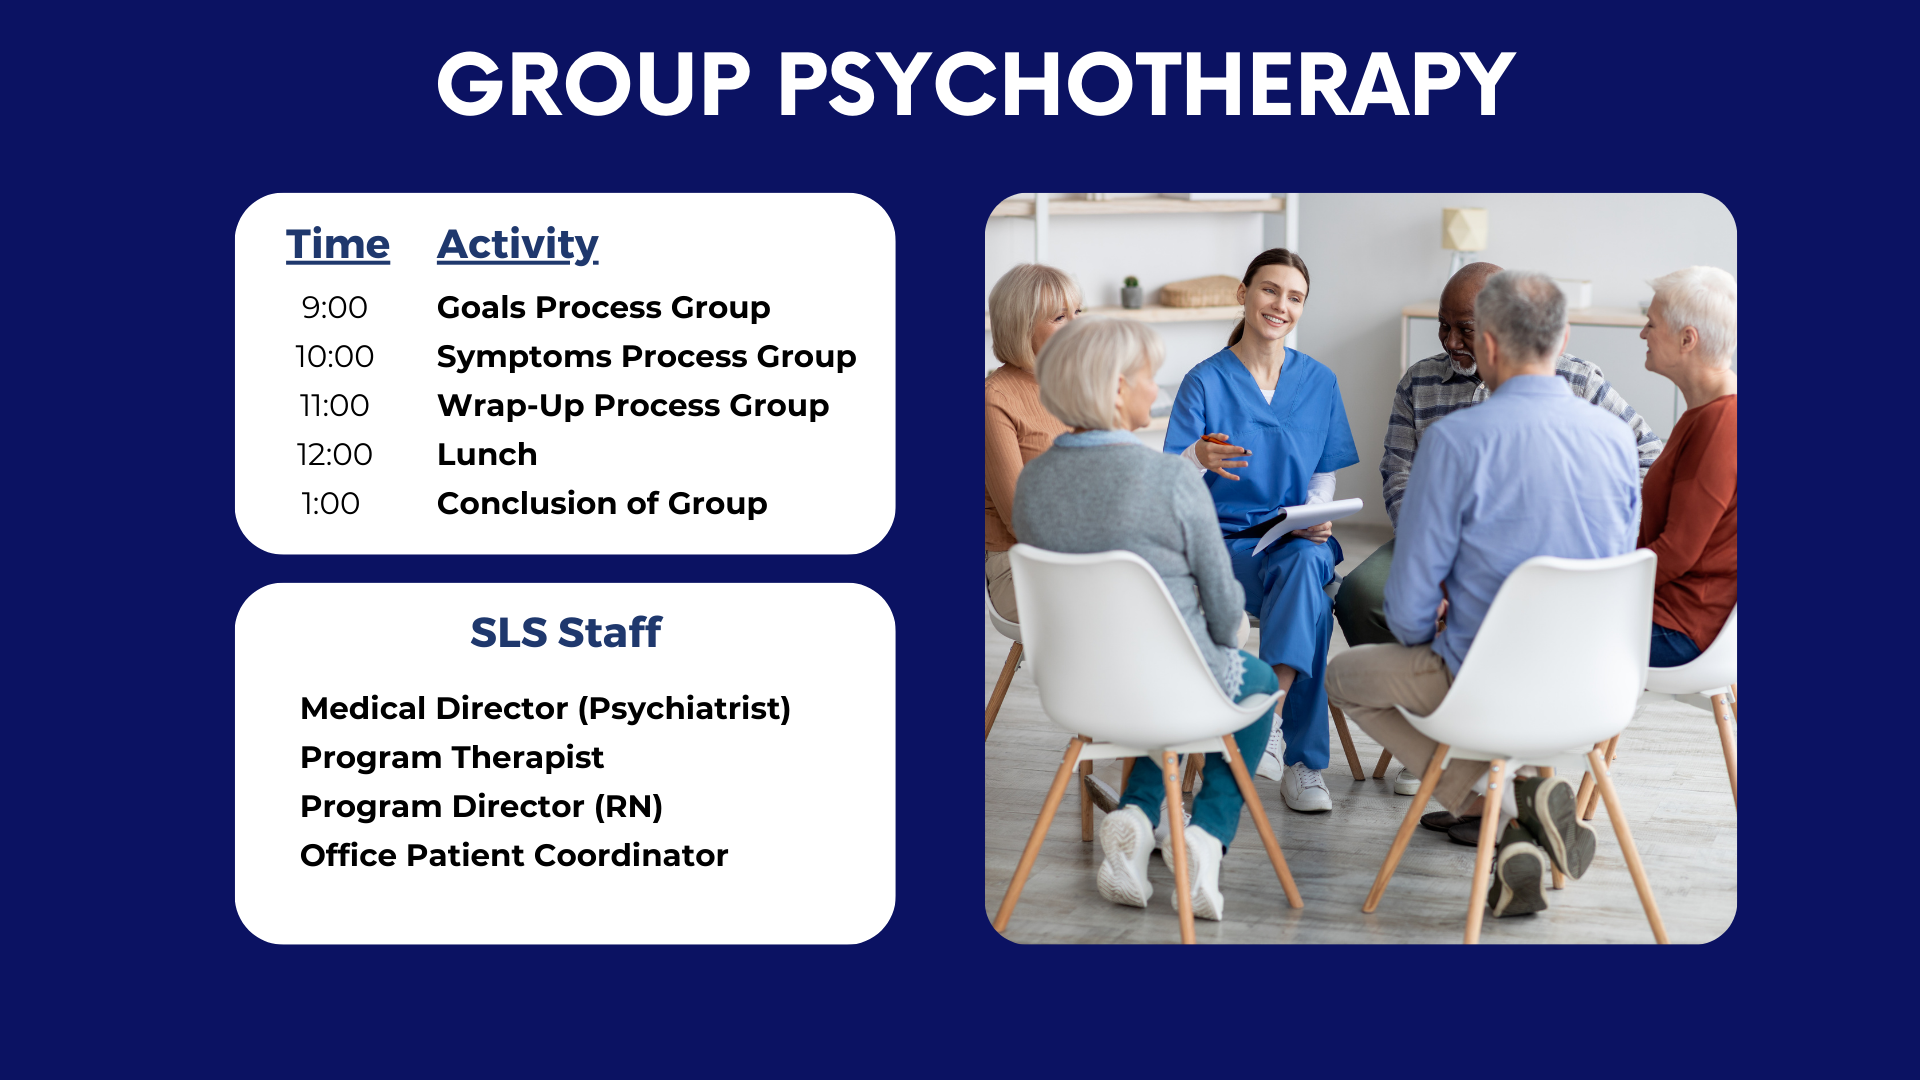 GROUP PSYCHOTHERAPY
Time Activity
9:00 Goals Process Group
10:00 Symptoms Process Group
11:00 Wrap-Up Process Group
12:00 Lunch
1:00 Conclusion of Group
SLS Staff
Medical Director (Psychiatrist)
Program Therapist
Program Director (RN)
Office Patient Coordinator